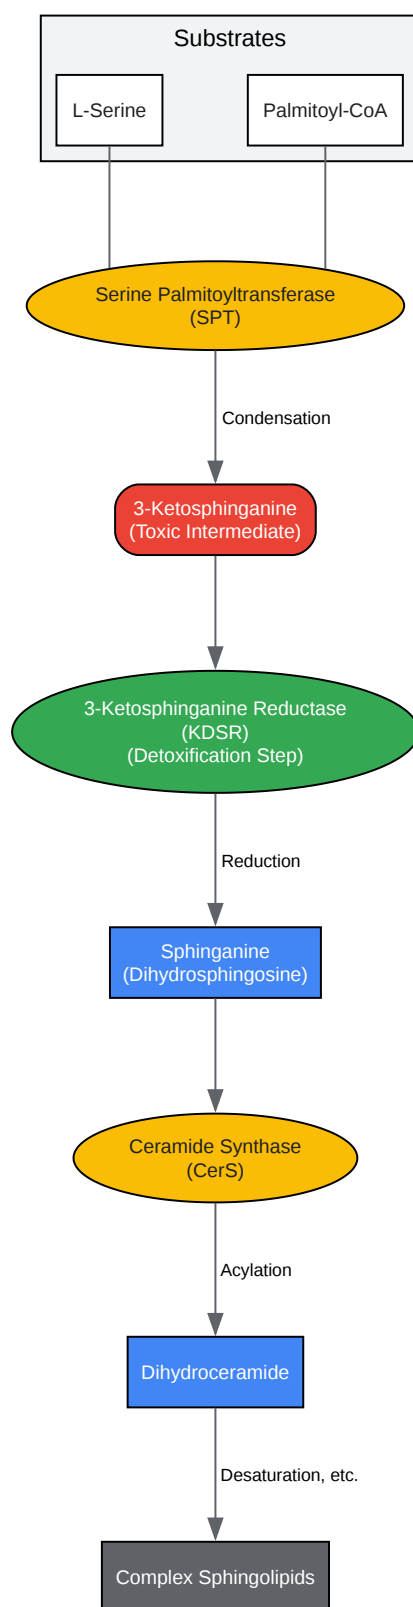 Substrates
L-Serine
Palmitoyl-CoA
Serine Palmitoyltransferase
(SPT)
Condensation
3-Ketosphinganine
(Toxic Intermediate)
3-Ketosphinganine Reductase
(KDSR)
(Detoxification Step)
Reduction
Sphinganine
(Dihydrosphingosine)
Ceramide Synthase
(CerS)
Acylation
Dihydroceramide
Desaturation, etc.
Complex Sphingolipids